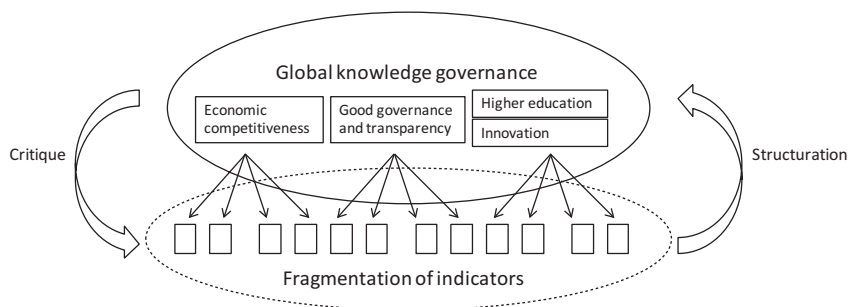 Global knowledge governance
Economic
competitiveness
Good governance
and transparency
Higher education
Innovation
Critique
Structuration
Fragmentation of indicators